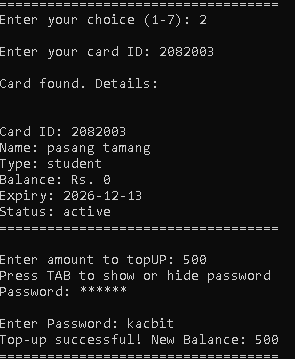 ===================================
Enter your choice (1-7): 2
Enter your card ID: 2082003
Card found. Details:
Card ID: 2082003
Name: pasang tamang
Type: student
Balance: Rs. 0
Expiry: 2026-12-13
Status: active
===================================
Enter amount to topUP: 500
Press TAB to show or hide password
Password: ******
Enter Password: kacbit
Top-up successful! New Balance: 500
===================================